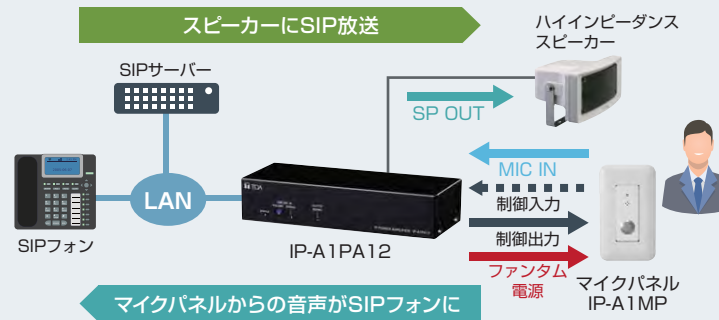 スピーカーにSIP放送
ハイインピーダンス
スピーカー
SIPサーバー
SP OUT
MIC IN
LAN
TOA
制御入力
制御出力
SIPフォン
IP-A1PA12
ファンタム
電源
マイクパネル
IP-A1MP
マイクパネルからの音声がSIPフォンに